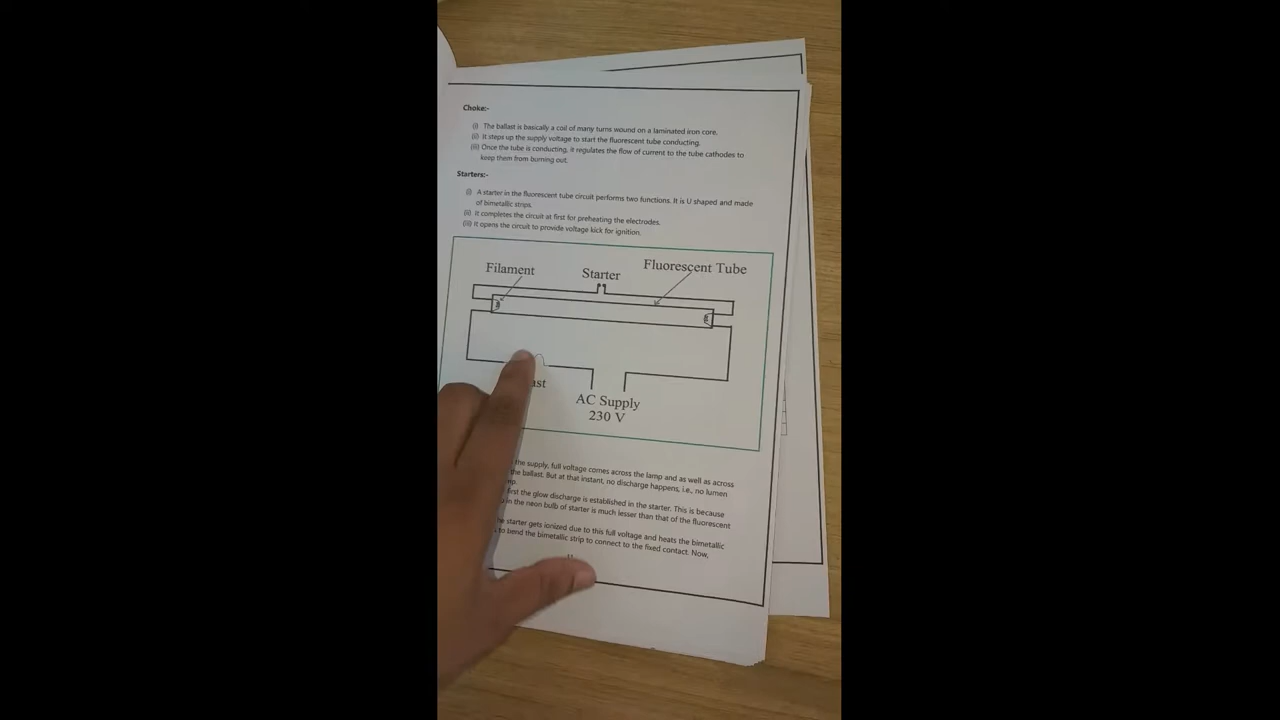 Choke:-
(i) The ballast is basically a coil of many turns wound on a laminated iron core.
(ii) It steps up the supply voltage to start the fluorescent tube conducting.
(iii) Once the tube is conducting, it regulates the flow of current to the tube cathodes to
keep them from burning out.
Starters:-
(i) A starter in the fluorescent tube circuit performs two functions. It is U shaped and made
of bimetallic strips.
(ii) It completes the circuit at first for preheating the electrodes.
(iii) It opens the circuit to provide voltage kick for ignition.
Filament
Starter
Fluorescent Tube
AC Supply
230 V
the supply, full voltage comes across the lamp and as well as across
the ballast. But at that instant, no discharge happens, i.e., no lumen
first the glow discharge is established in the starter. This is because
in the neon bulb of starter is much lesser than that of the fluorescent
starter gets ionized due to this full voltage and heats the bimetallic
to bend the bimetallic strip to connect to the fixed contact. Now,